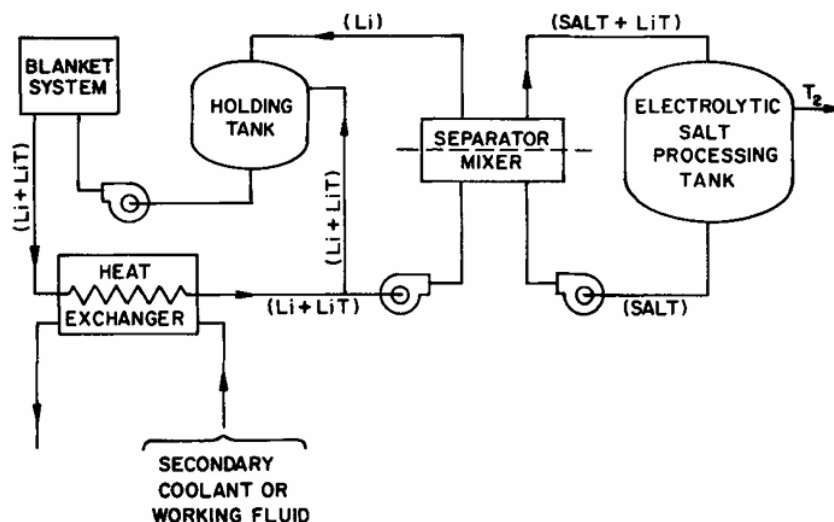 (Li)
(SALT + LiT)
BLANKET
SYSTEM
HOLDING
TANK
ELECTROLYTIC
SALT
PROCESSING
TANK
T2
SEPARATOR
MIXER
(Li + LiT)
(Li + LiT)
HEAT
EXCHANGER
(Li + LiT)
(SALT)
SECONDARY
COOLANT OR
WORKING FLUID